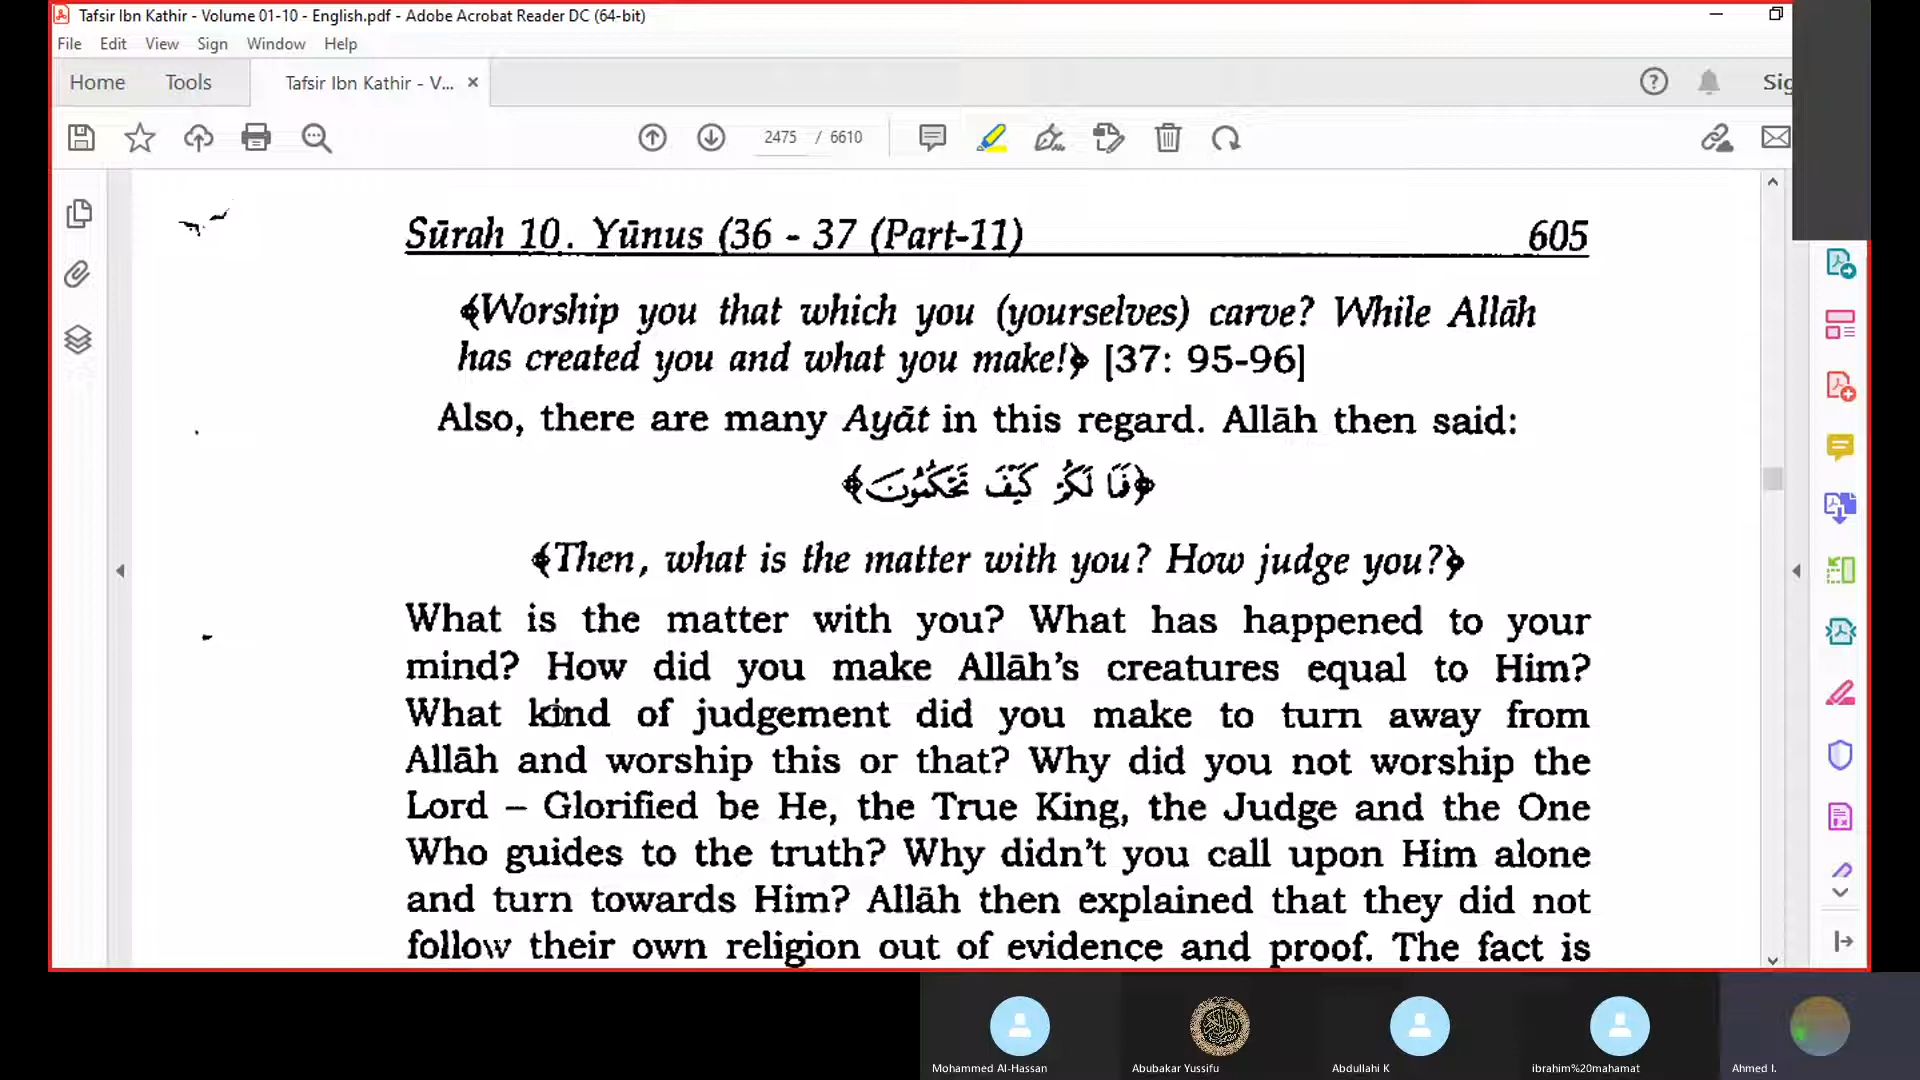 Tafsir Ibn Kathir - Volume 01-10 - English.pdf - Adobe Acrobat Reader DC (64-bit)
File Edit View Sign Window Help
Home Tools Tafsir Ibn Kathir - V... × Sig
2475 / 6610
Sūrah 10. Yūnus (36 - 37 (Part-11) 605
﴾Worship you that which you (yourselves) carve? While Allāh
has created you and what you make!﴿ [37: 95-96]
Also, there are many Ayāt in this regard. Allāh then said:
﴿فَمَا لَكُمْ كَيْفَ تَحْكُمُونَ﴾
﴾Then, what is the matter with you? How judge you?﴿
What is the matter with you? What has happened to your
mind? How did you make Allāh's creatures equal to Him?
What kind of judgement did you make to turn away from
Allāh and worship this or that? Why did you not worship the
Lord – Glorified be He, the True King, the Judge and the One
Who guides to the truth? Why didn't you call upon Him alone
and turn towards Him? Allāh then explained that they did not
follow their own religion out of evidence and proof. The fact is
Mohammed Al-Hassan Abubakar Yussifu Abdullahi K ibrahim%20mahamat Ahmed I.